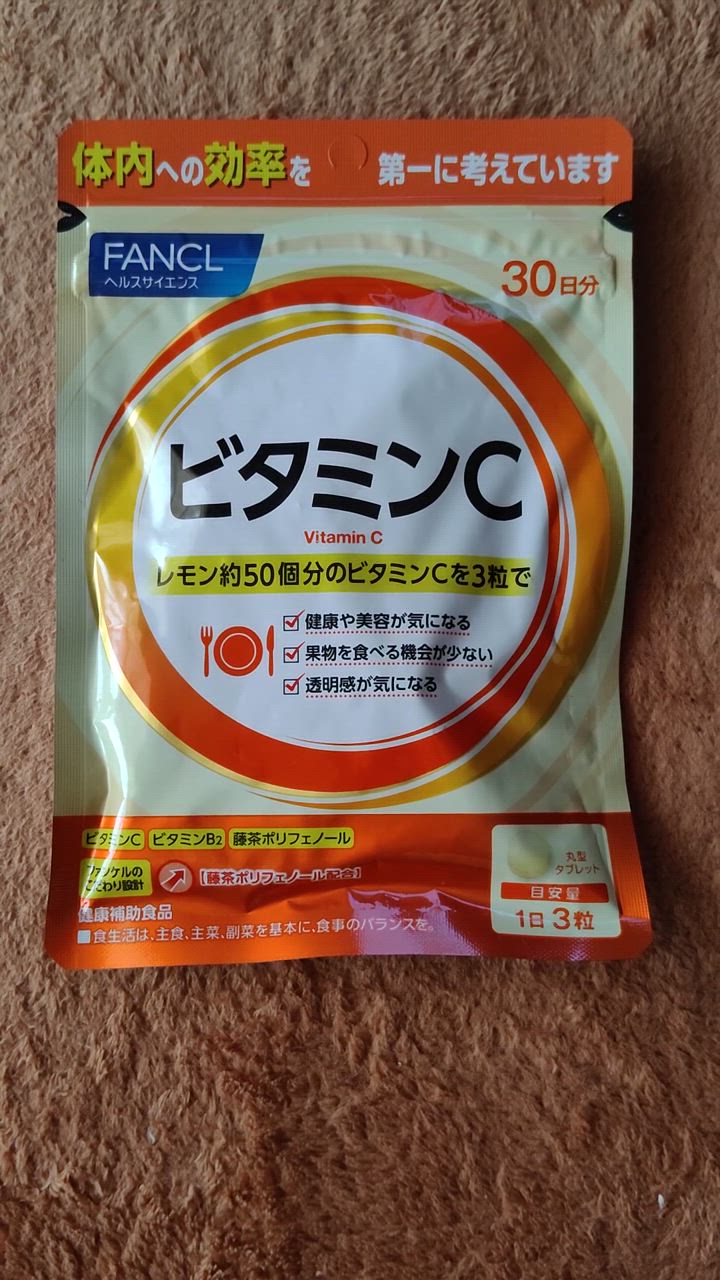 体内への効率を 第一に考えています
FANCL
ヘルスサイエンス
30日分
ビタミンC
Vitamin C
レモン約50個分のビタミンCを3粒で
健康や美容が気になる
果物を食べる機会が少ない
透明感が気になる
ビタミンC ビタミンB2 藤茶ポリフェノール
ファンケルの
こだわり設計
【藤茶ポリフェノール配合】
丸型
タブレット
目安量
1日3粒
健康補助食品
■食生活は、主食、主菜、副菜を基本に、食事のバランスを。